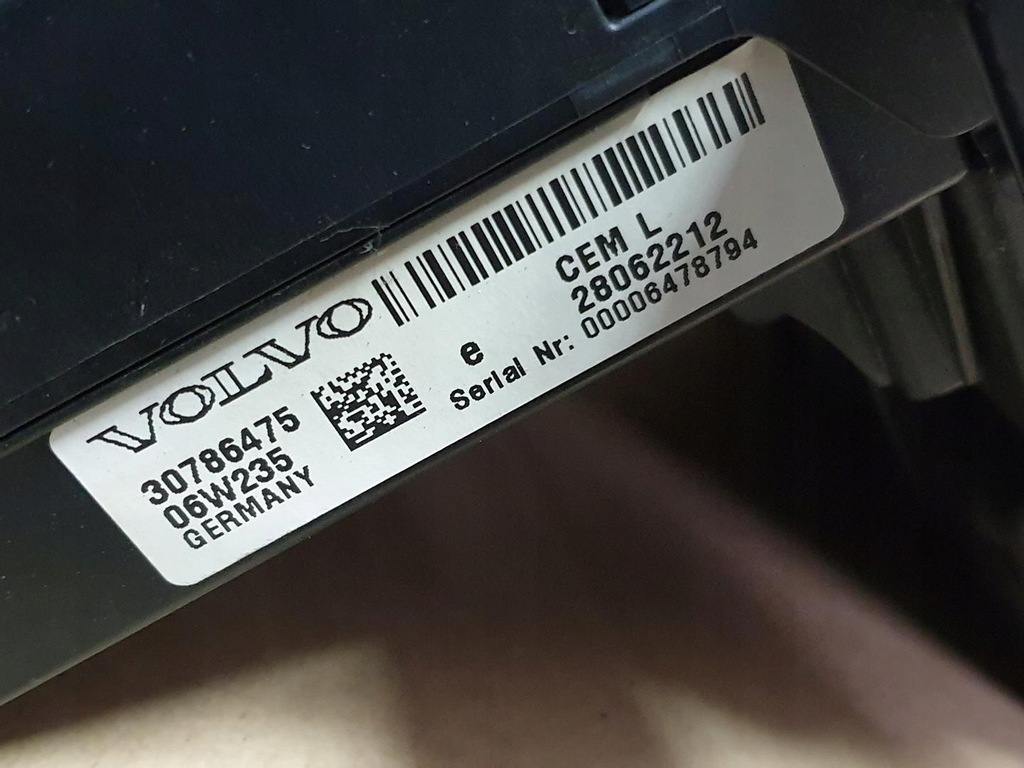 VOLVO
30786475
06W235
GERMANY
e
CEM L
28062212
Serial Nr: 00006478794